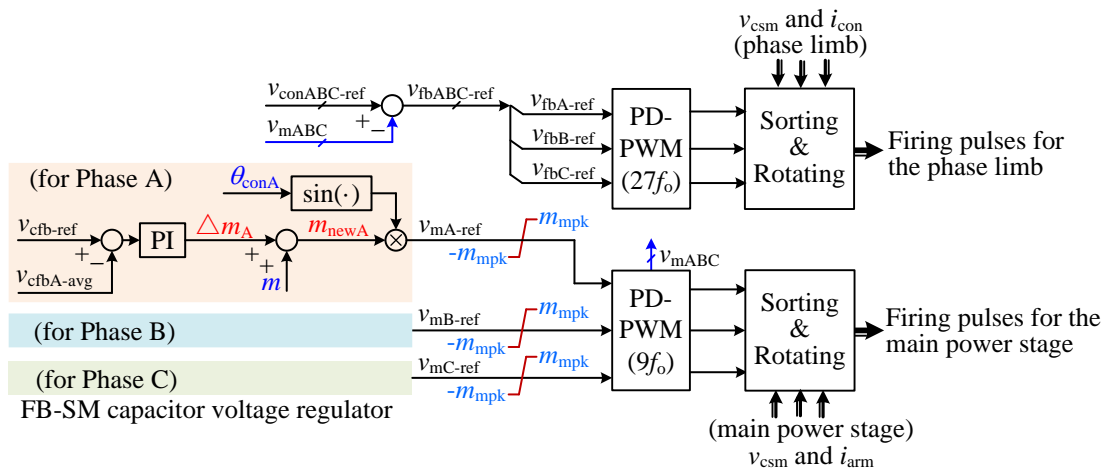 v_csm and i_con
(phase limb)
v_conABC-ref
v_fbABC-ref
+
−
v_mABC
v_fbA-ref
v_fbB-ref
v_fbC-ref
PD-
PWM
(27f_o)
Sorting
&
Rotating
Firing pulses for
the phase limb
(for Phase A)
θ_conA
sin(·)
v_cfb-ref
+
−
PI
△m_A
m_newA
+
+
⊗
v_cfbA-avg
m
v_mA-ref
m_mpk
-m_mpk
v_mABC
(for Phase B)
v_mB-ref
m_mpk
-m_mpk
(for Phase C)
v_mC-ref
m_mpk
-m_mpk
PD-
PWM
(9f_o)
Sorting
&
Rotating
Firing pulses for the
main power stage
FB-SM capacitor voltage regulator
(main power stage)
v_csm and i_arm